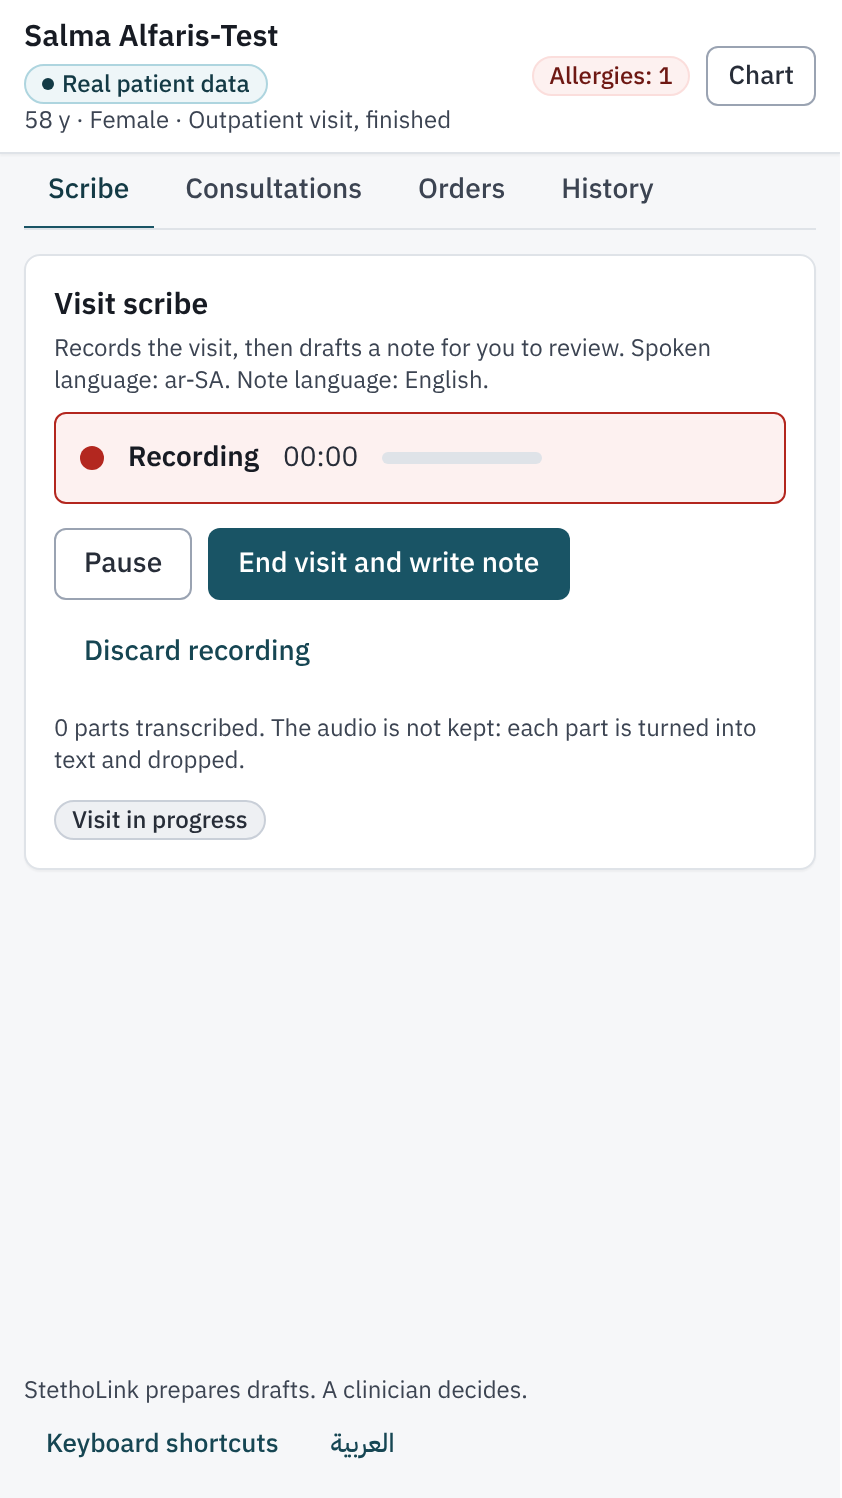 Salma Alfaris-Test
Real patient data
58 y · Female · Outpatient visit, finished
Allergies: 1
Chart
Scribe
Consultations
Orders
History
Visit scribe
Records the visit, then drafts a note for you to review. Spoken
language: ar-SA. Note language: English.
Recording 00:00
Pause
End visit and write note
Discard recording
0 parts transcribed. The audio is not kept: each part is turned into
text and dropped.
Visit in progress
StethoLink prepares drafts. A clinician decides.
Keyboard shortcuts
العربية